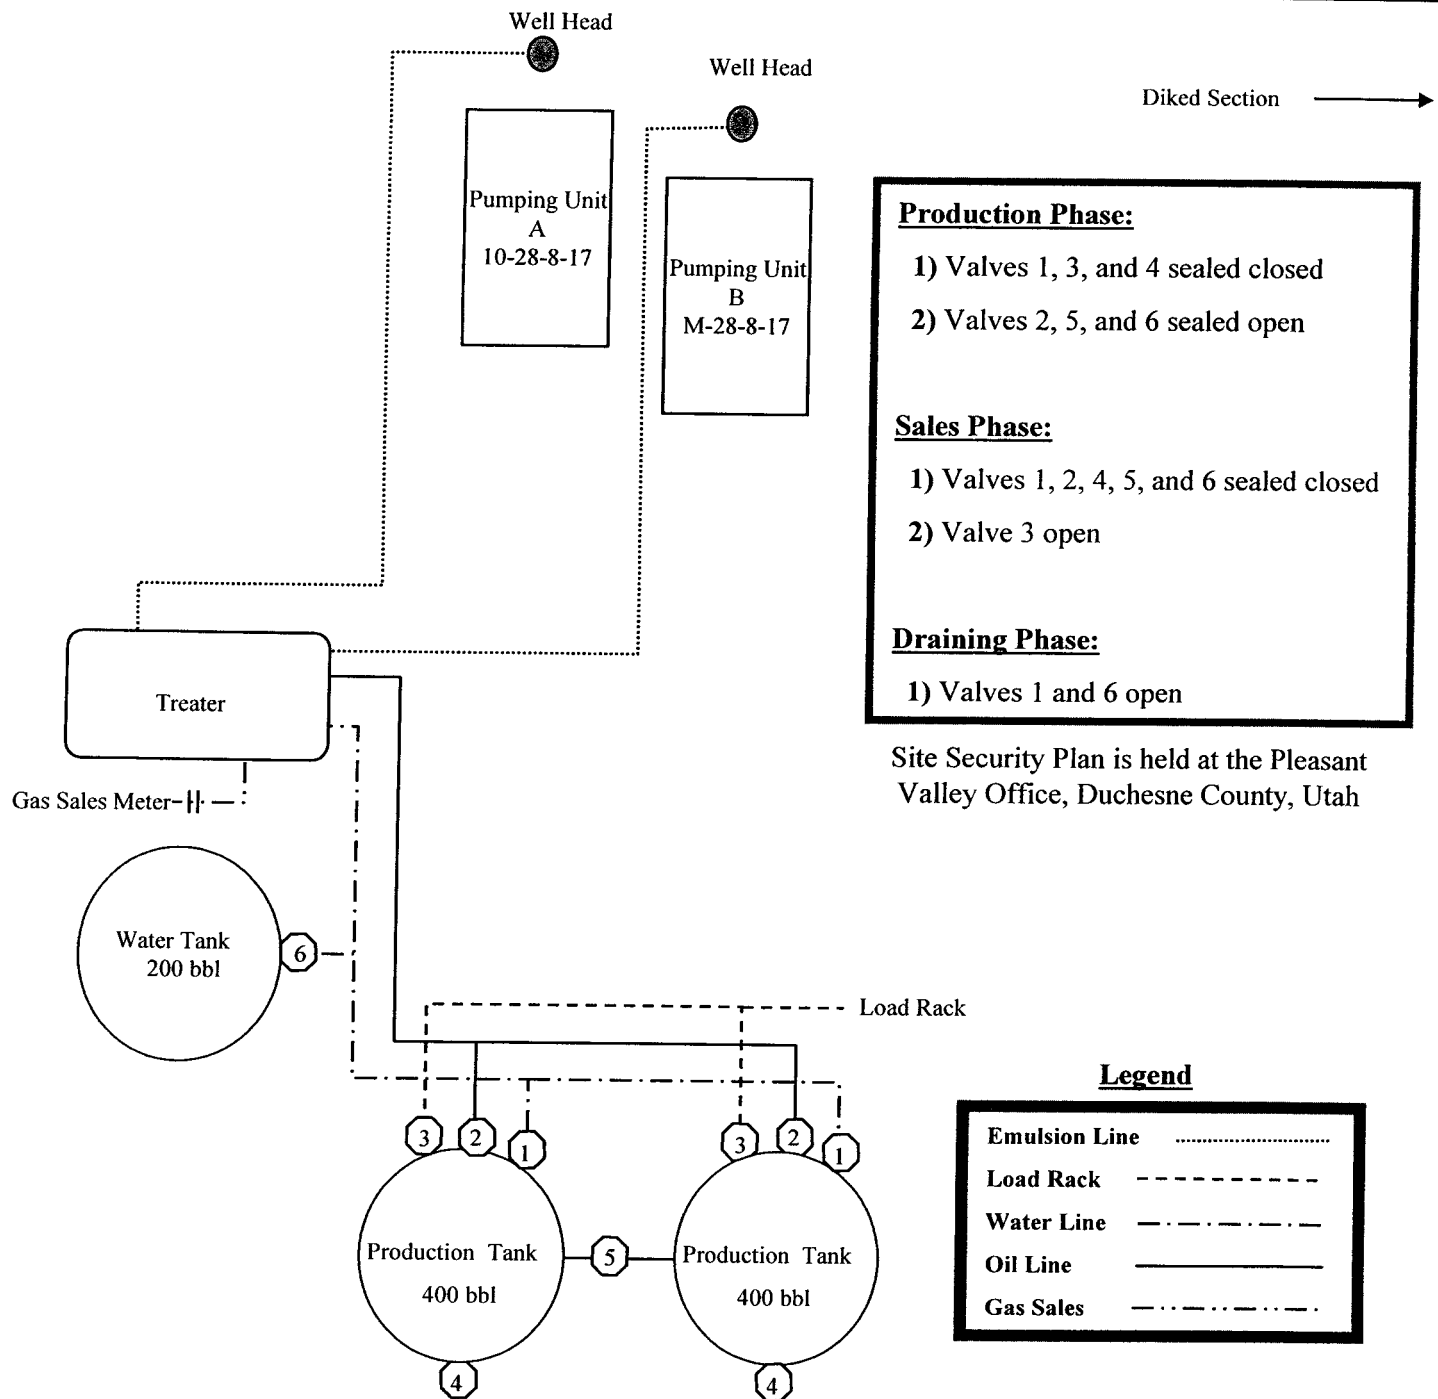 Well Head
Well Head
Diked Section
Pumping Unit
A
10-28-8-17
Pumping Unit
B
M-28-8-17
Production Phase:
1) Valves 1, 3, and 4 sealed closed
2) Valves 2, 5, and 6 sealed open
Sales Phase:
1) Valves 1, 2, 4, 5, and 6 sealed closed
2) Valve 3 open
Draining Phase:
1) Valves 1 and 6 open
Site Security Plan is held at the Pleasant
Valley Office, Duchesne County, Utah
Treater
Gas Sales Meter
Water Tank
200 bbl
6
Load Rack
3
2
1
3
2
1
Production Tank
400 bbl
5
Production Tank
400 bbl
4
4
Legend
Emulsion Line
Load Rack
Water Line
Oil Line
Gas Sales